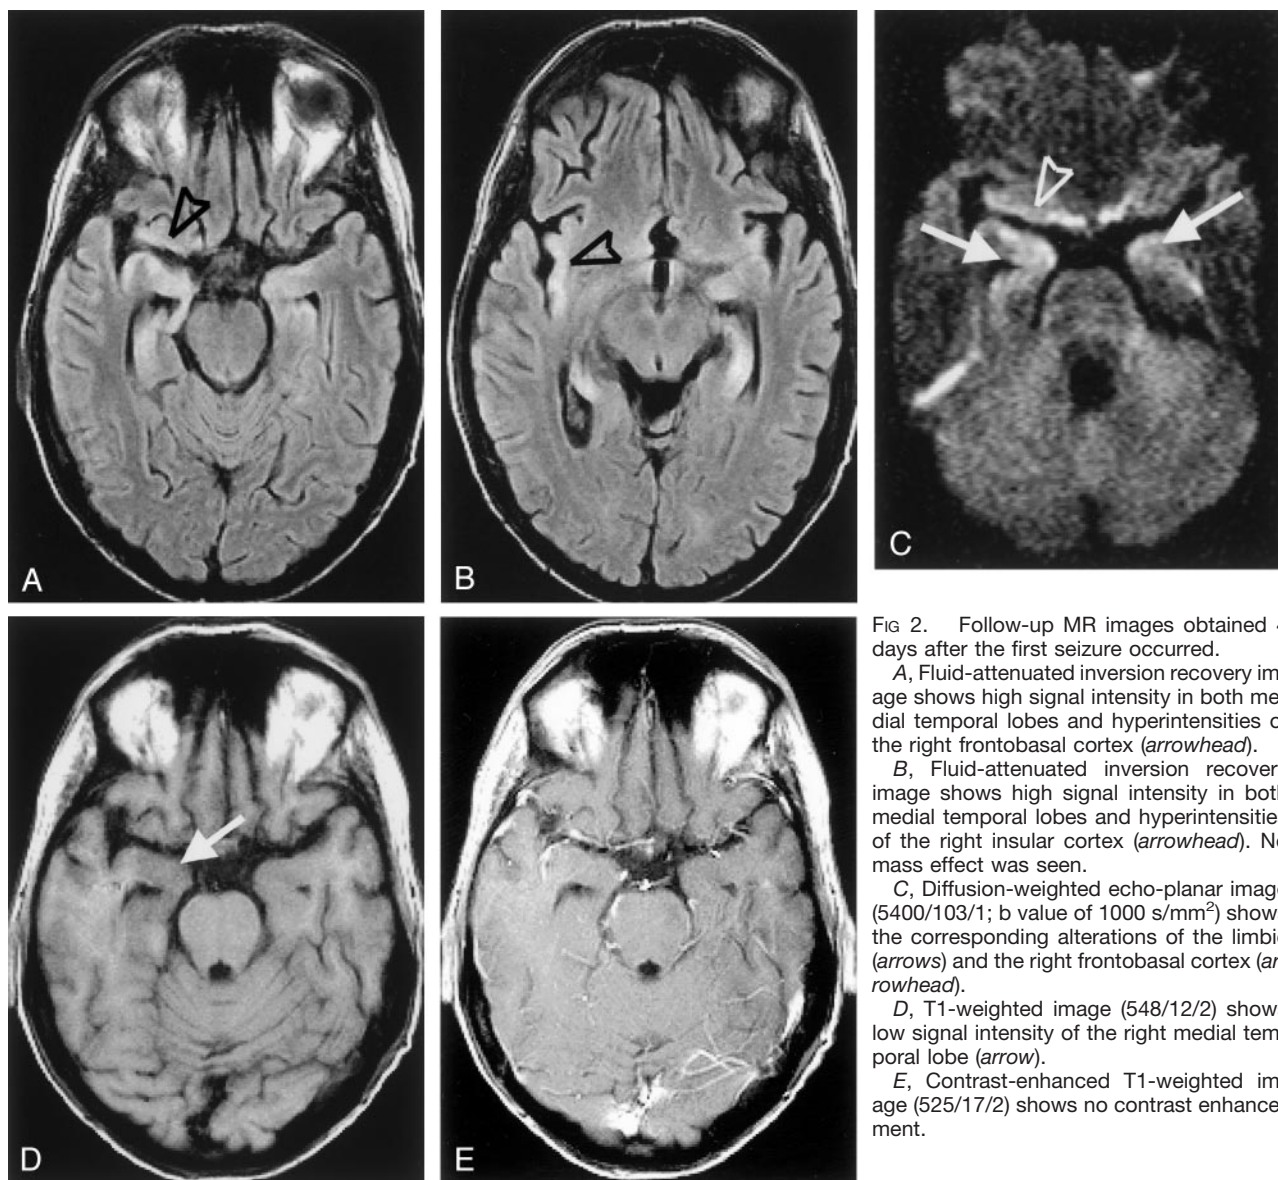 A
B
C
D
E
FIG 2. Follow-up MR images obtained
days after the first seizure occurred.
A, Fluid-attenuated inversion recovery im-
age shows high signal intensity in both me-
dial temporal lobes and hyperintensities
the right frontobasal cortex (arrowhead).
B, Fluid-attenuated inversion recover
image shows high signal intensity in both
medial temporal lobes and hyperintensitie
of the right insular cortex (arrowhead). No
mass effect was seen.
C, Diffusion-weighted echo-planar image
(5400/103/1; b value of 1000 s/mm²) shows
the corresponding alterations of the limbic
(arrows) and the right frontobasal cortex (ar-
rowhead).
D, T1-weighted image (548/12/2) shows
low signal intensity of the right medial tem-
poral lobe (arrow).
E, Contrast-enhanced T1-weighted im-
age (525/17/2) shows no contrast enhance-
ment.